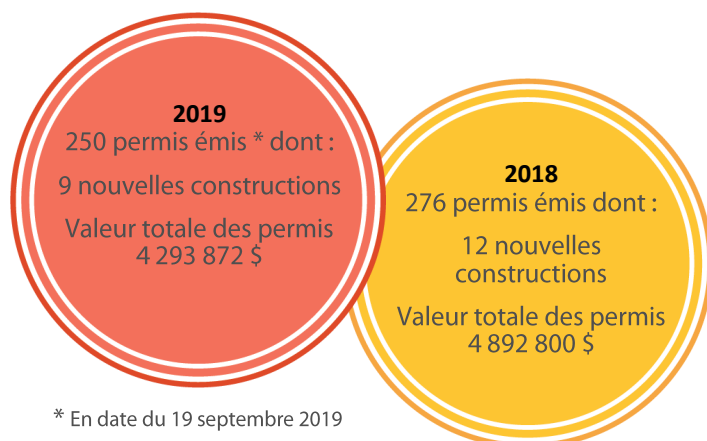 2019
250 permis émis * dont :
9 nouvelles constructions
Valeur totale des permis
4 293 872 $
2018
276 permis émis dont :
12 nouvelles
constructions
Valeur totale des permis
4 892 800 $
* En date du 19 septembre 2019